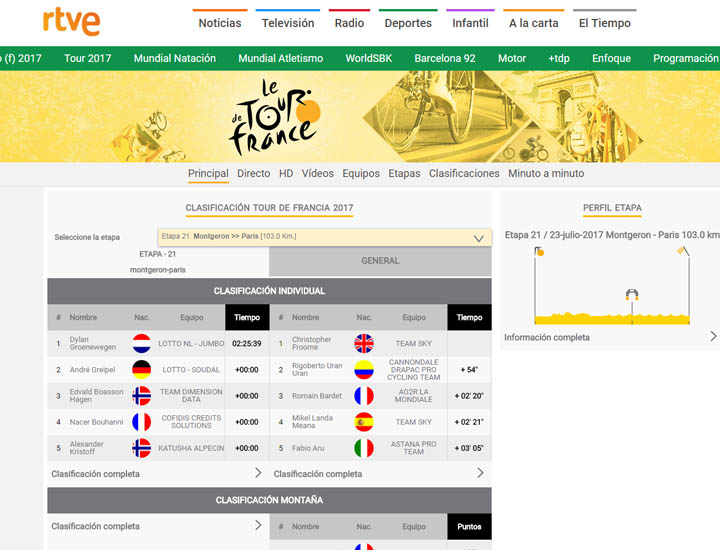 rtve
Noticias Televisión Radio Deportes Infantil A la carta El Tiempo
o (f) 2017 Tour 2017 Mundial Natación Mundial Atletismo WorldSBK Barcelona 92 Motor +tdp Enfoque Programación
Le
de TOUR
france
Principal Directo HD Vídeos Equipos Etapas Clasificaciones Minuto a minuto
CLASIFICACIÓN TOUR DE FRANCIA 2017
Seleccione la etapa
Etapa 21. Montgeron >> Paris [103.0 Km.]
ETAPA - 21
montgeron-paris
GENERAL
CLASIFICACIÓN INDIVIDUAL
# Nombre Nac. Equipo Tiempo
1 Dylan Groenewegen LOTTO NL - JUMBO 02:25:39
2 André Greipel LOTTO - SOUDAL +00:00
3 Edvald Boasson Hagen TEAM DIMENSION DATA +00:00
4 Nacer Bouhanni COFIDIS CREDITS SOLUTIONS +00:00
5 Alexander Kristoff KATUSHA ALPECIN +00:00
Clasificación completa
# Nombre Nac. Equipo Tiempo
1 Christopher Froome TEAM SKY
2 Rigoberto Uran Uran CANNONDALE DRAPAC PRO CYCLING TEAM + 54"
3 Romain Bardet AG2R LA MONDIALE + 02' 20"
4 Mikel Landa Meana TEAM SKY + 02' 21"
5 Fabio Aru ASTANA PRO TEAM + 03' 05"
Clasificación completa
CLASIFICACIÓN MONTAÑA
Clasificación completa
# Nombre Nac. Equipo Puntos
PERFIL ETAPA
Etapa 21 / 23-julio-2017 Montgeron - Paris 103.0 km
Información completa